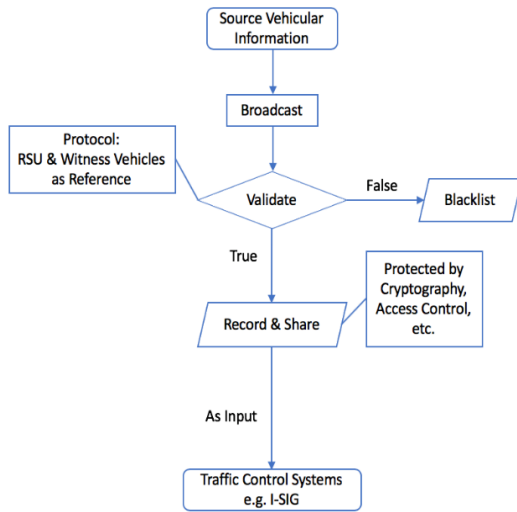 Source Vehicular
Information
Broadcast
Protocol:
RSU & Witness Vehicles
as Reference
Validate
False
Blacklist
True
Protected by
Cryptography,
Access Control,
etc.
Record & Share
As Input
Traffic Control Systems
e.g. I-SIG